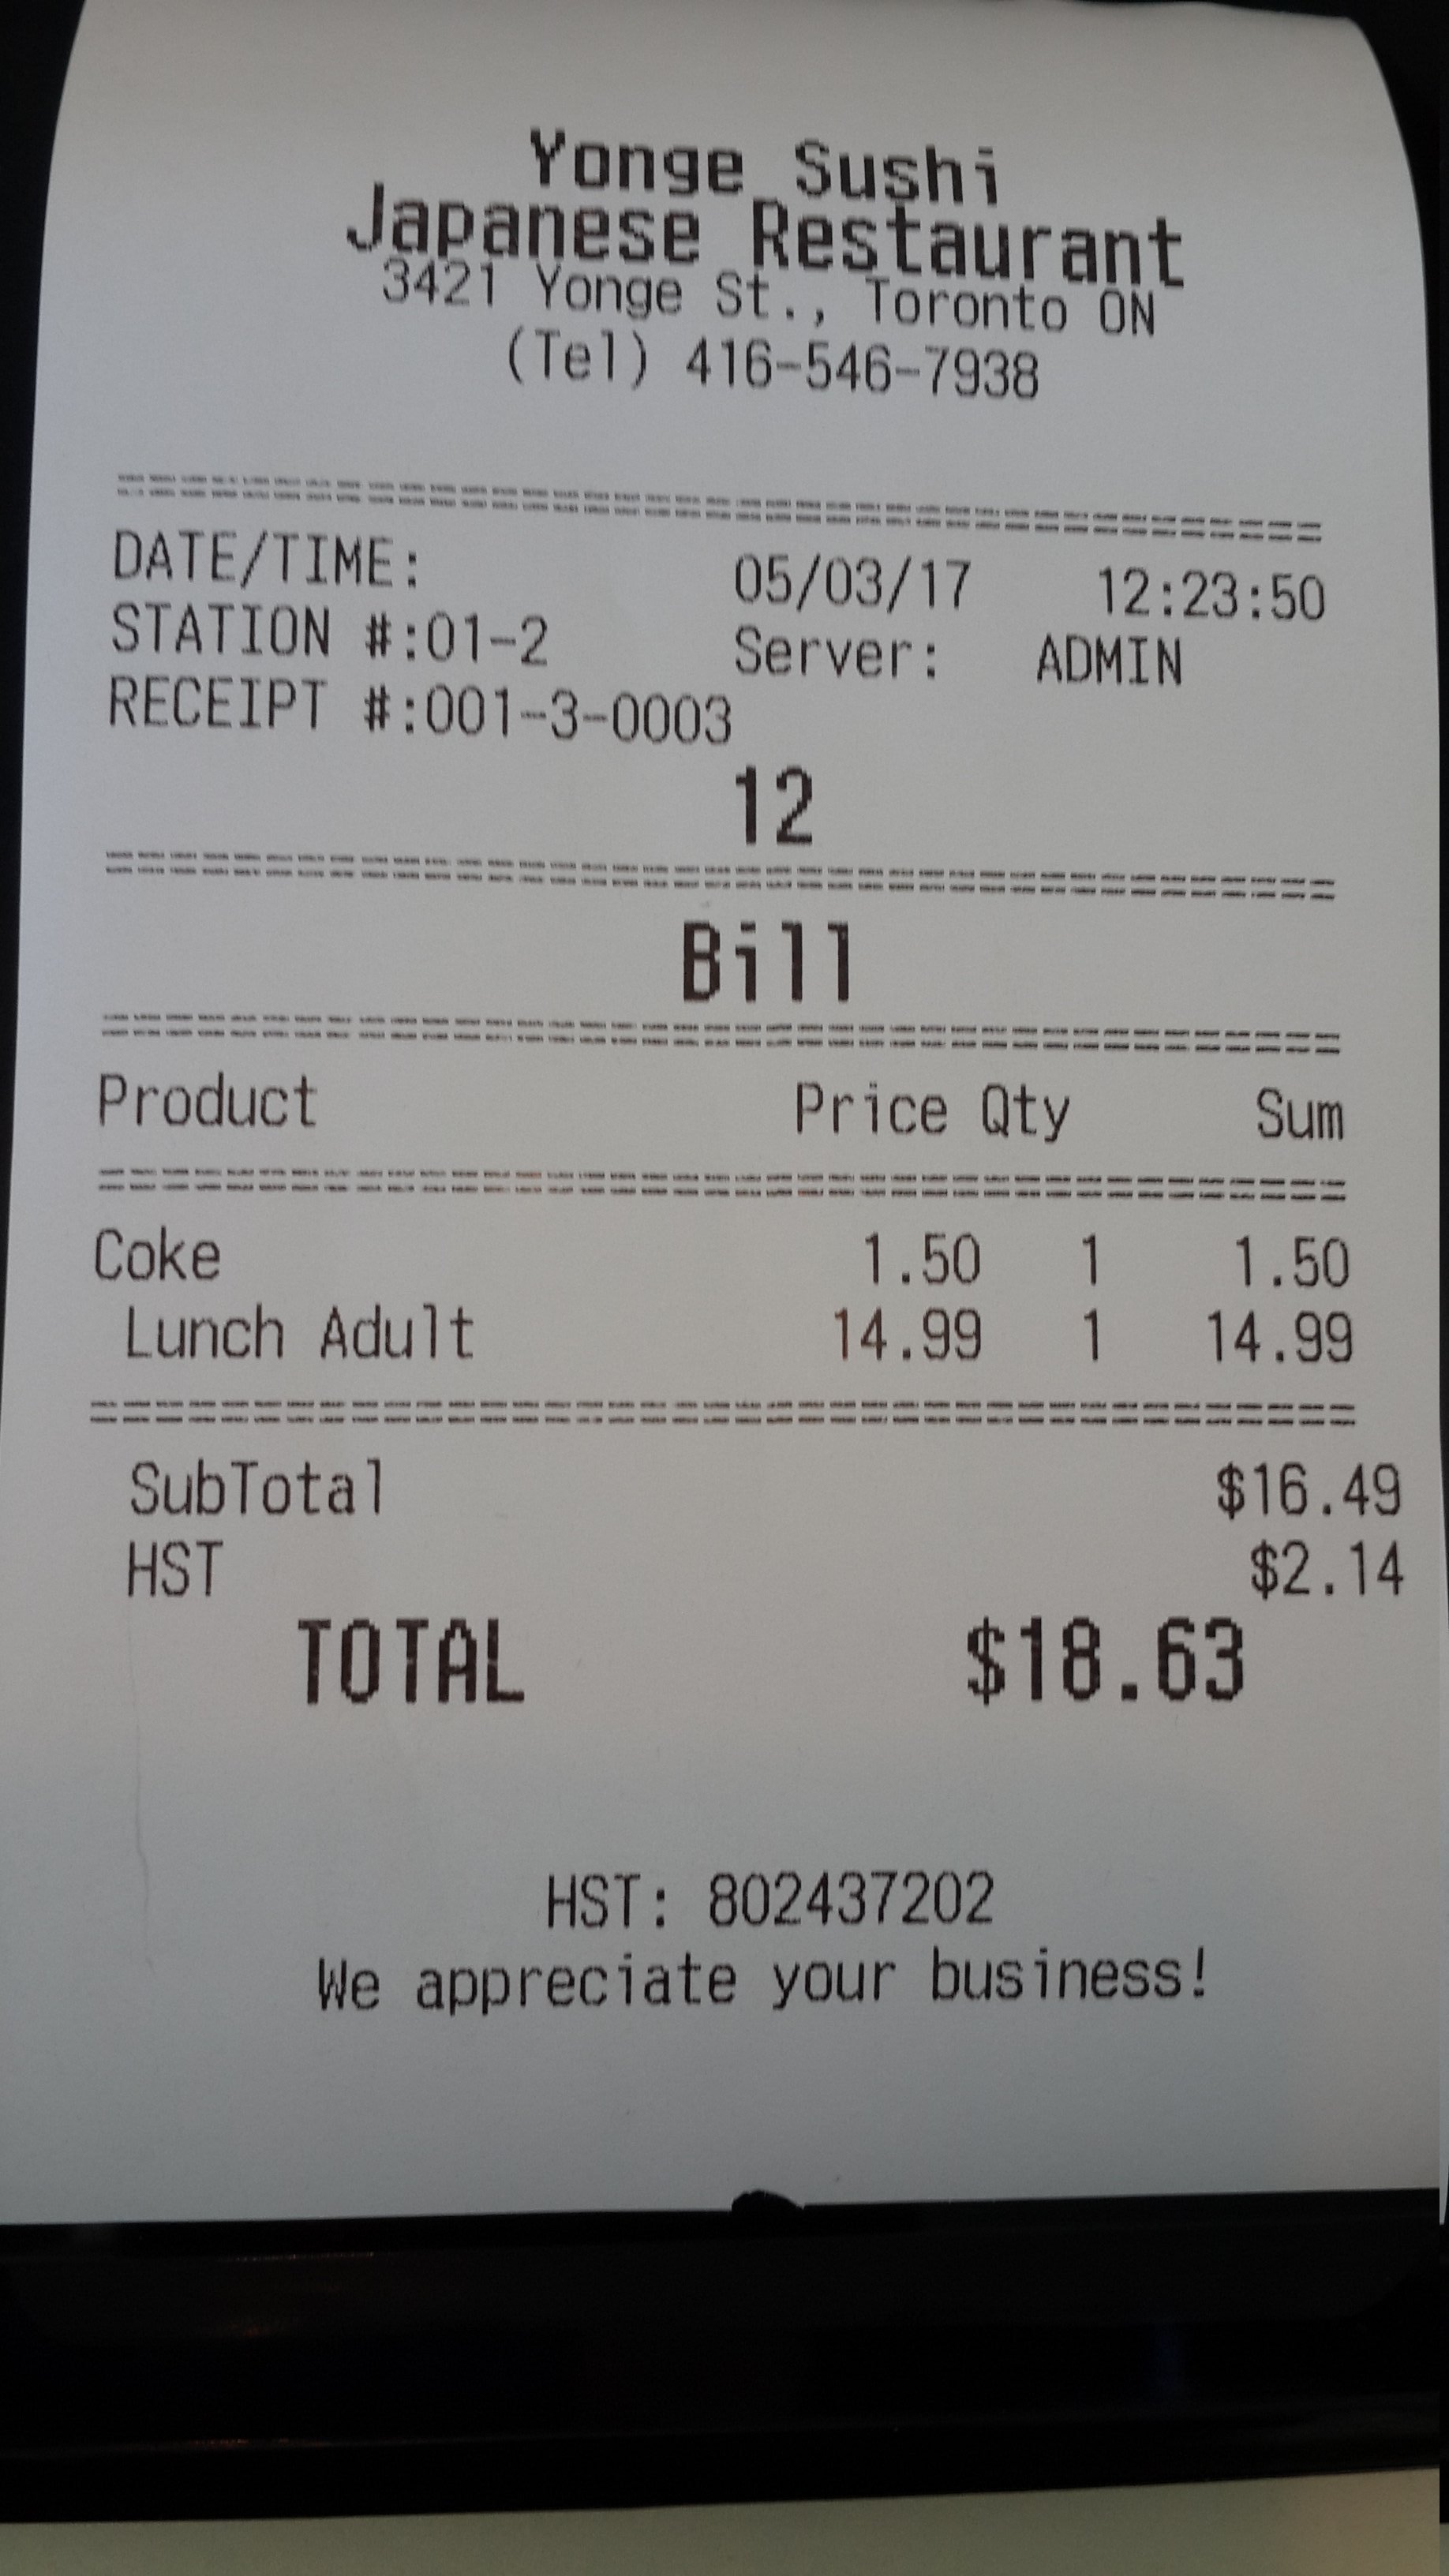 Yonge Sushi
Japanese Restaurant
3421 Yonge St., Toronto ON
(Tel) 416-546-7938
DATE/TIME: 05/03/17 12:23:50
STATION #:01-2 Server: ADMIN
RECEIPT #:001-3-0003
12
Bill
Product Price Qty Sum
Coke 1.50 1 1.50
Lunch Adult 14.99 1 14.99
SubTotal $16.49
HST $2.14
TOTAL $18.63
HST: 802437202
We appreciate your business!